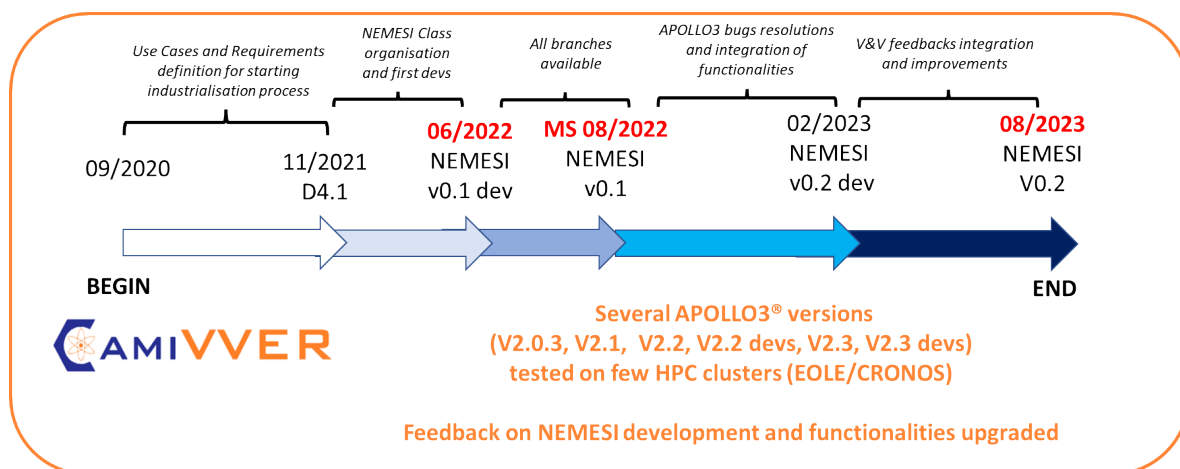 Use Cases and Requirements
definition for starting
industrialisation process
NEMESI Class
organisation
and first devs
All branches
available
APOLLO3 bugs resolutions
and integration of
functionalities
V&V feedbacks integration
and improvements
09/2020
11/2021
D4.1
06/2022
NEMESI
v0.1 dev
MS 08/2022
NEMESI
v0.1
02/2023
NEMESI
v0.2 dev
08/2023
NEMESI
V0.2
BEGIN
END
CAMIVVER
Several APOLLO3® versions
(V2.0.3, V2.1, V2.2, V2.2 devs, V2.3, V2.3 devs)
tested on few HPC clusters (EOLE/CRONOS)
Feedback on NEMESI development and functionalities upgraded